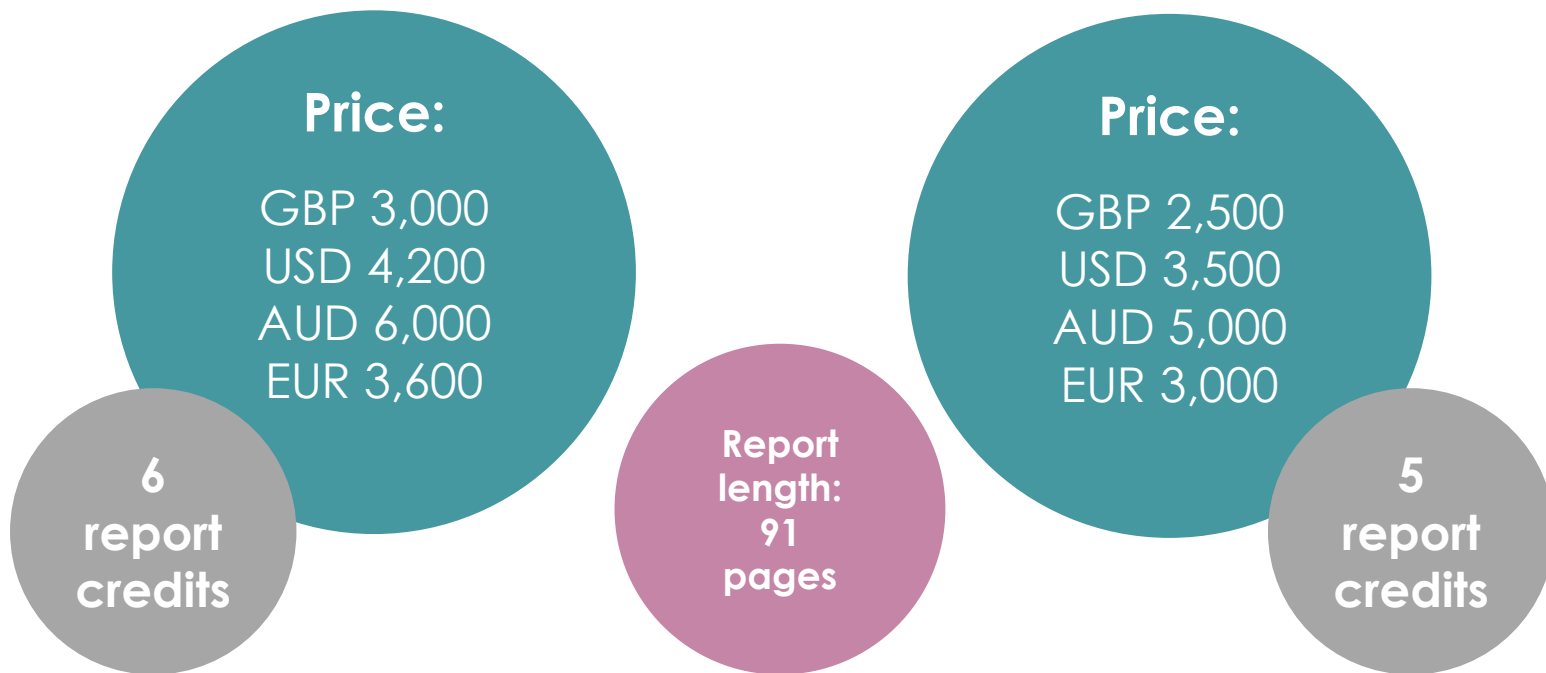 Price:
GBP 3,000
USD 4,200
AUD 6,000
EUR 3,600
6
report
credits
Report
length:
91
pages
Price:
GBP 2,500
USD 3,500
AUD 5,000
EUR 3,000
5
report
credits